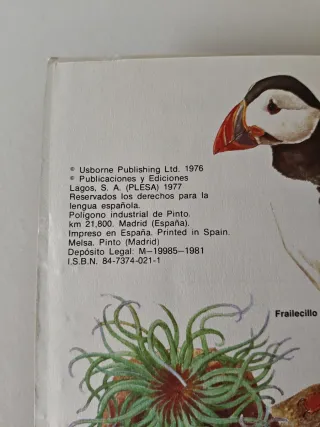 © Usborne Publishing Ltd. 1976
© Publicaciones y Ediciones
Lagos, S. A. (PLESA) 1977
Reservados los derechos para la
lengua española.
Polígono industrial de Pinto.
km 21,800. Madrid (España).
Impreso en España. Printed in Spain.
Melsa. Pinto (Madrid)
Depósito Legal: M—19985—1981
I.S.B.N. 84-7374-021-1
Frailecillo